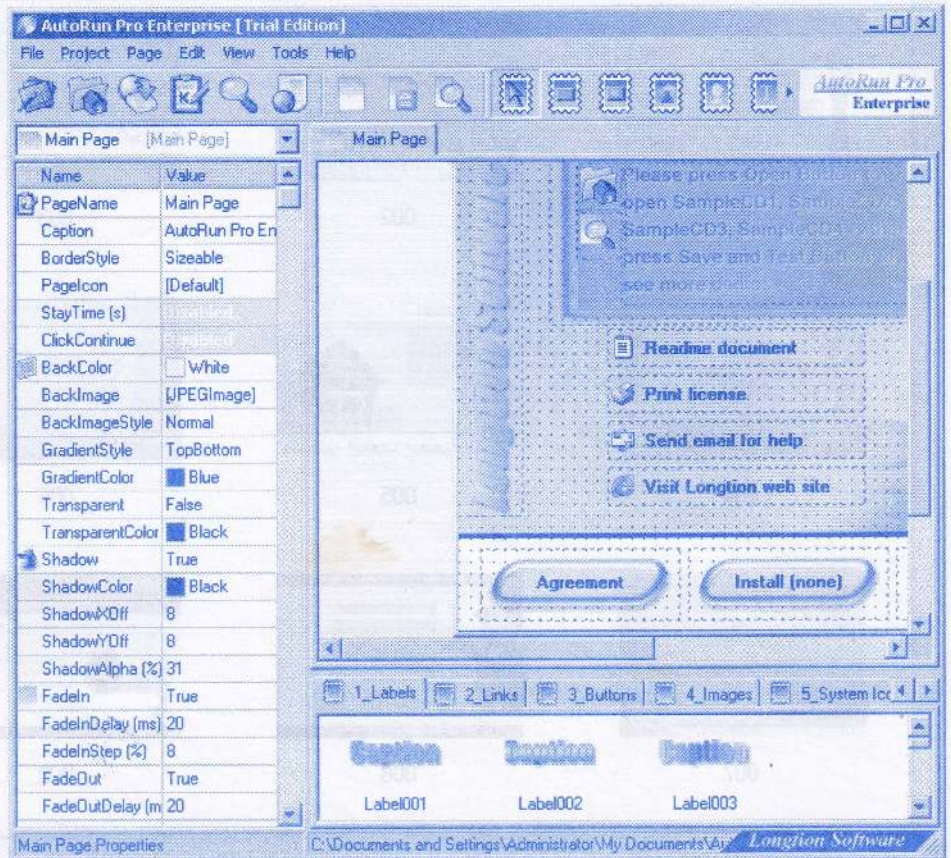 AutoRun Pro Enterprise [Trial Edition]
File Project Page Edit View Tools Help
AutoRun Pro
Enterprise
Main Page [Main Page]
Main Page
Name Value
PageName Main Page
Caption AutoRun Pro En
BorderStyle Sizeable
PageIcon [Default]
StayTime (s) Disabled
ClickContinue
BackColor White
BackImage [JPEGImage]
BackImageStyle Normal
GradientStyle TopBottom
GradientColor Blue
Transparent False
TransparentColor Black
Shadow True
ShadowColor Black
ShadowXOff 8
ShadowYOff 8
ShadowAlpha (%) 31
FadeIn True
FadeInDelay (ms) 20
FadeInStep (%) 8
FadeOut True
FadeOutDelay (m 20
Please press Open
open SampleCD1,
SampleCD3, SampleCD4
press Save and Test
see more
Readme document
Print license
Send email for help
Visit Longtion web site
Agreement
Install (none)
1_Labels 2_Links 3_Buttons 4_Images 5_System Icc
Caption Caption Caption
Label001 Label002 Label003
Main Page Properties
C:\Documents and Settings\Administrator\My Documents\Au
Longtion Software